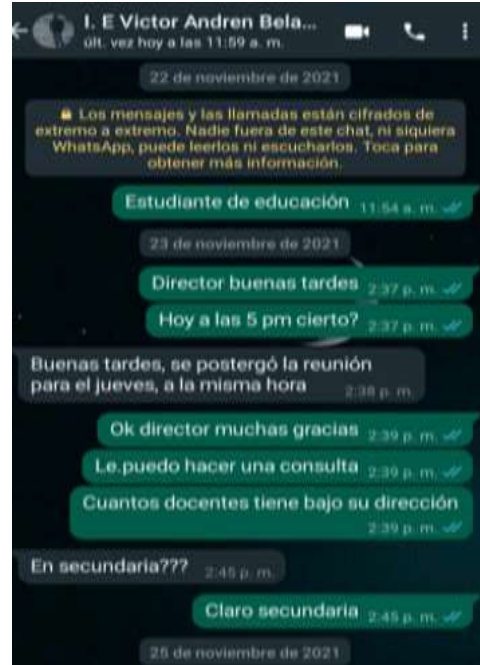 I. E Victor Andren Bela...
últ. vez hoy a las 11:59 a. m.
22 de noviembre de 2021
Los mensajes y las llamadas están cifrados de
extremo a extremo. Nadie fuera de este chat, ni siquiera
WhatsApp, puede leerlos ni escucharlos. Toca para
obtener más información.
Estudiante de educación 11:54 a. m.
23 de noviembre de 2021
Director buenas tardes 2:37 p. m.
Hoy a las 5 pm cierto? 2:37 p. m.
Buenas tardes, se postergó la reunión
para el jueves, a la misma hora 2:38 p. m.
Ok director muchas gracias 2:39 p. m.
Le.puedo hacer una consulta 2:39 p. m.
Cuantos docentes tiene bajo su dirección
2:39 p. m.
En secundaria??? 2:45 p. m.
Claro secundaria 2:45 p. m.
25 de noviembre de 2021